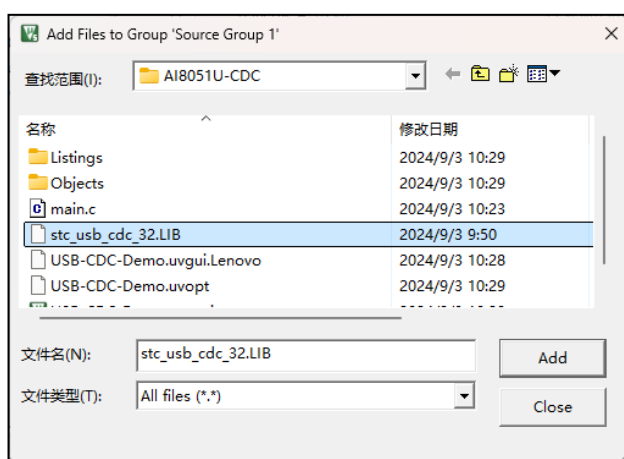 Add Files to Group 'Source Group 1'
查找范围(I): AI8051U-CDC
名称 修改日期
Listings 2024/9/3 10:29
Objects 2024/9/3 10:29
main.c 2024/9/3 10:23
stc_usb_cdc_32.LIB 2024/9/3 9:50
USB-CDC-Demo.uvgui.Lenovo 2024/9/3 10:28
USB-CDC-Demo.uvopt 2024/9/3 10:29
文件名(N): stc_usb_cdc_32.LIB Add
文件类型(T): All files (*.*) Close